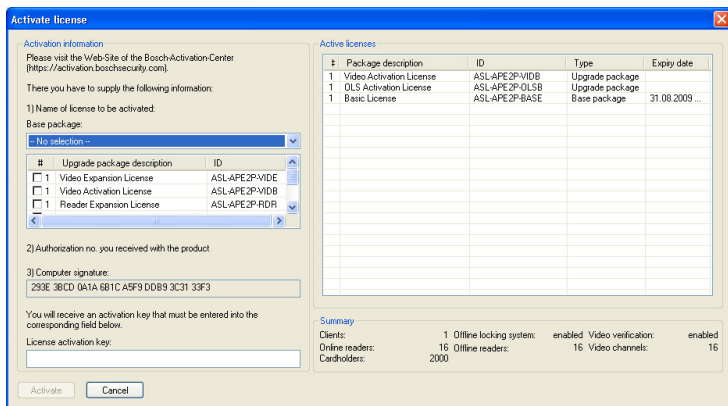 Activate license
Activation information
Please visit the Web-Site of the Bosch-Activation-Center
(https://activation.boschsecurity.com).
There you have to supply the following information:
1) Name of license to be activated:
Base package:
-- No selection --
# Upgrade package description ID
1 Video Expansion License ASL-APE2P-VIDE
1 Video Activation License ASL-APE2P-VIDB
1 Reader Expansion License ASL-APE2P-RDR
2) Authorization no. you received with the product
3) Computer signature:
293E 3BCD 0A1A 6B1C A5F9 DDB9 3C31 33F3
You will receive an activation key that must be entered into the
corresponding field below.
License activation key:
Activate Cancel
Active licenses
# Package description ID Type Expiry date
1 Video Activation License ASL-APE2P-VIDB Upgrade package
1 OLS Activation License ASL-APE2P-OLSB Upgrade package
1 Basic License ASL-APE2P-BASE Base package 31.08.2009 ...
Summary
Clients: 1 Offline locking system: enabled Video verification: enabled
Online readers: 16 Offline readers: 16 Video channels: 16
Cardholders: 2000